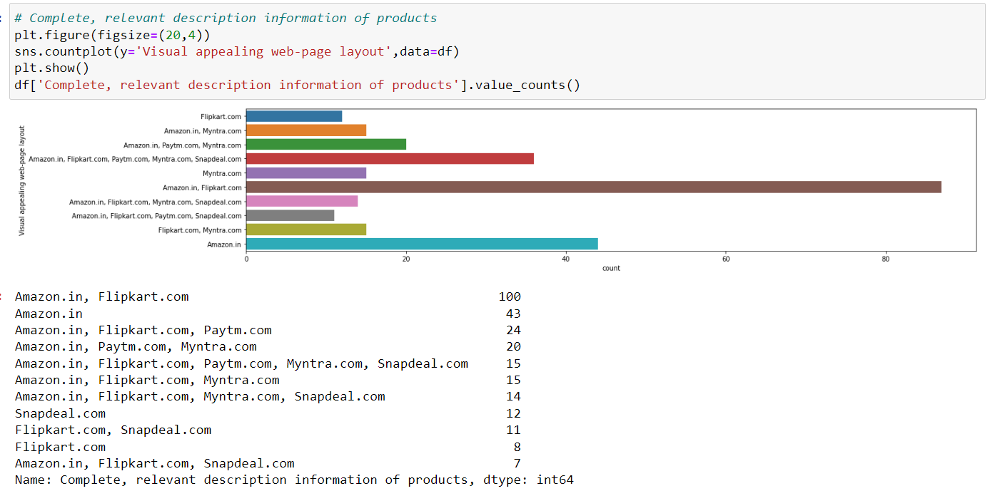 # Complete, relevant description information of products
plt.figure(figsize=(20,4))
sns.countplot(y='Visual appealing web-page layout',data=df)
plt.show()
df['Complete, relevant description information of products'].value_counts()
Visual appealing web-page layout
Flipkart.com
Amazon.in, Myntra.com
Amazon.in, Paytm.com, Myntra.com
Amazon.in, Flipkart.com, Paytm.com, Myntra.com, Snapdeal.com
Myntra.com
Amazon.in, Flipkart.com
Amazon.in, Flipkart.com, Myntra.com, Snapdeal.com
Amazon.in, Flipkart.com, Paytm.com, Snapdeal.com
Flipkart.com, Myntra.com
Amazon.in
0 20 40 60 80
count
Amazon.in, Flipkart.com 100
Amazon.in 43
Amazon.in, Flipkart.com, Paytm.com 24
Amazon.in, Paytm.com, Myntra.com 20
Amazon.in, Flipkart.com, Paytm.com, Myntra.com, Snapdeal.com 15
Amazon.in, Flipkart.com, Myntra.com 15
Amazon.in, Flipkart.com, Myntra.com, Snapdeal.com 14
Snapdeal.com 12
Flipkart.com, Snapdeal.com 11
Flipkart.com 8
Amazon.in, Flipkart.com, Snapdeal.com 7
Name: Complete, relevant description information of products, dtype: int64